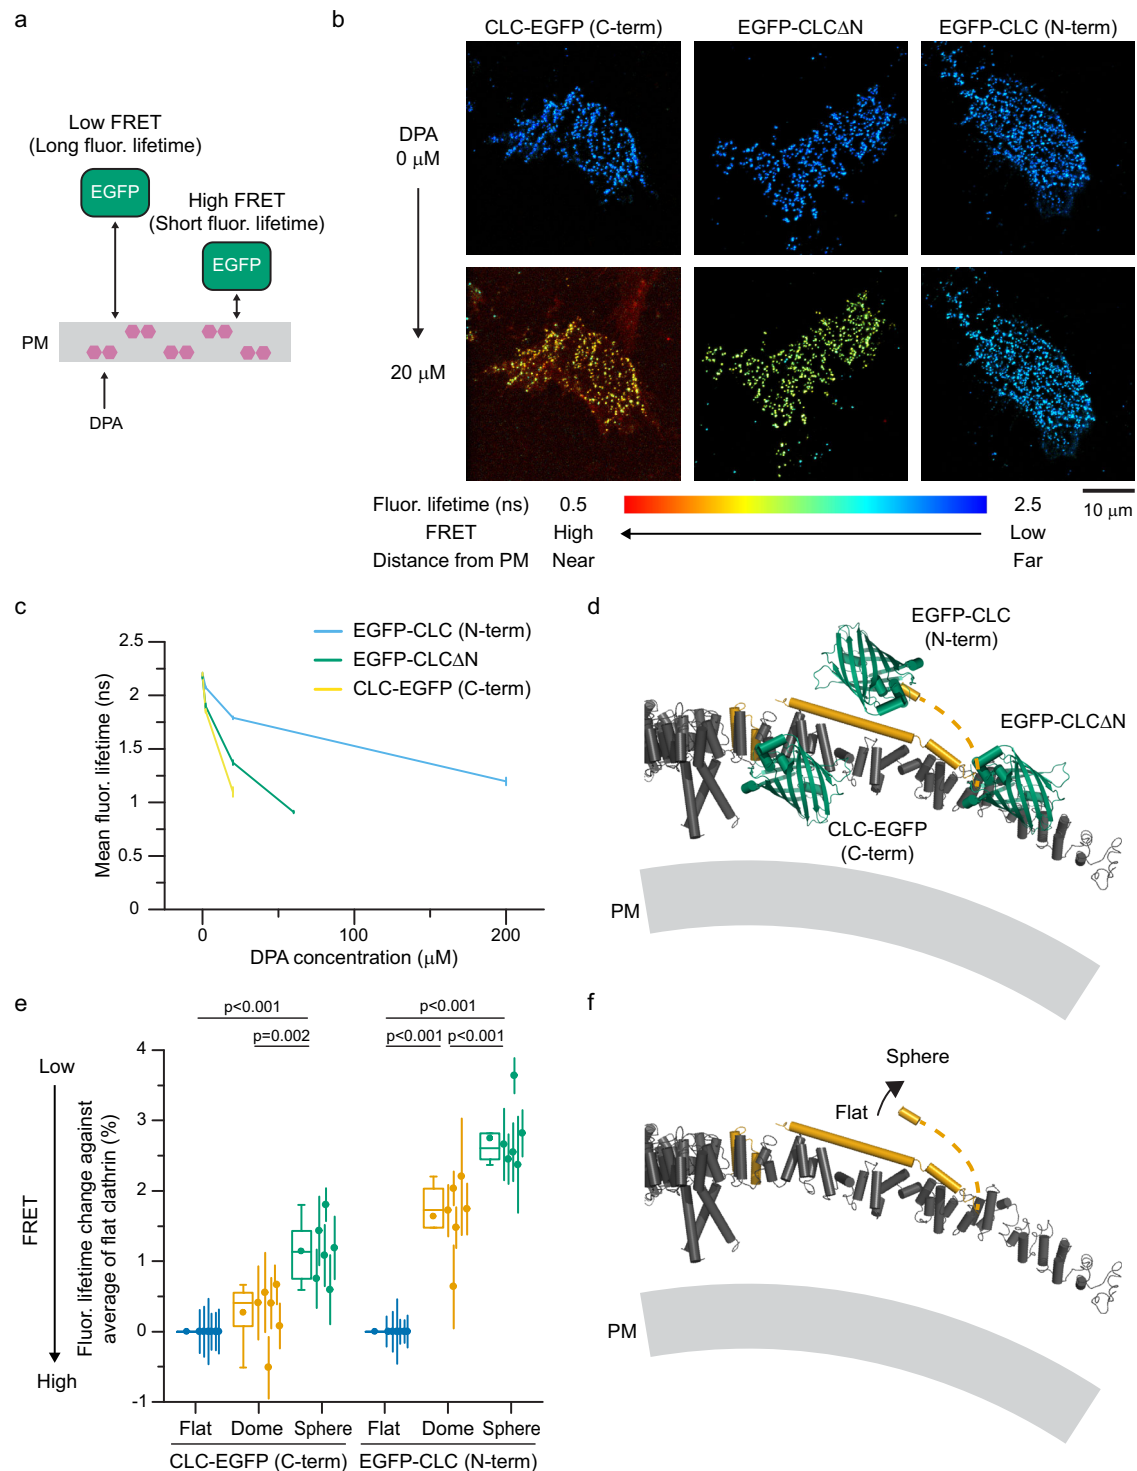 a
Low FRET
(Long fluor. lifetime)
EGFP
High FRET
(Short fluor. lifetime)
EGFP
PM
DPA
b
CLC-EGFP (C-term)
EGFP-CLCΔN
EGFP-CLC (N-term)
DPA
0 μM
20 μM
Fluor. lifetime (ns)
0.5
2.5
FRET
High
Low
Distance from PM
Near
Far
10 μm
c
EGFP-CLC (N-term)
EGFP-CLCΔN
CLC-EGFP (C-term)
Mean fluor. lifetime (ns)
2.5
2
1.5
1
0.5
0
0
100
200
DPA concentration (μM)
d
EGFP-CLC
(N-term)
EGFP-CLCΔN
CLC-EGFP
(C-term)
PM
e
p<0.001
p=0.002
p<0.001
p<0.001
p<0.001
Low
FRET
High
Fluor. lifetime change against
average of flat clathrin (%)
4
3
2
1
0
-1
Flat
Dome
Sphere
Flat
Dome
Sphere
CLC-EGFP (C-term)
EGFP-CLC (N-term)
f
Sphere
Flat
PM